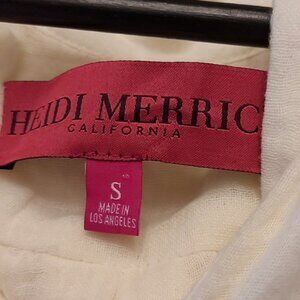 HEIDI MERRIC
CALIFORNIA
S
MADE IN
LOS ANGELES